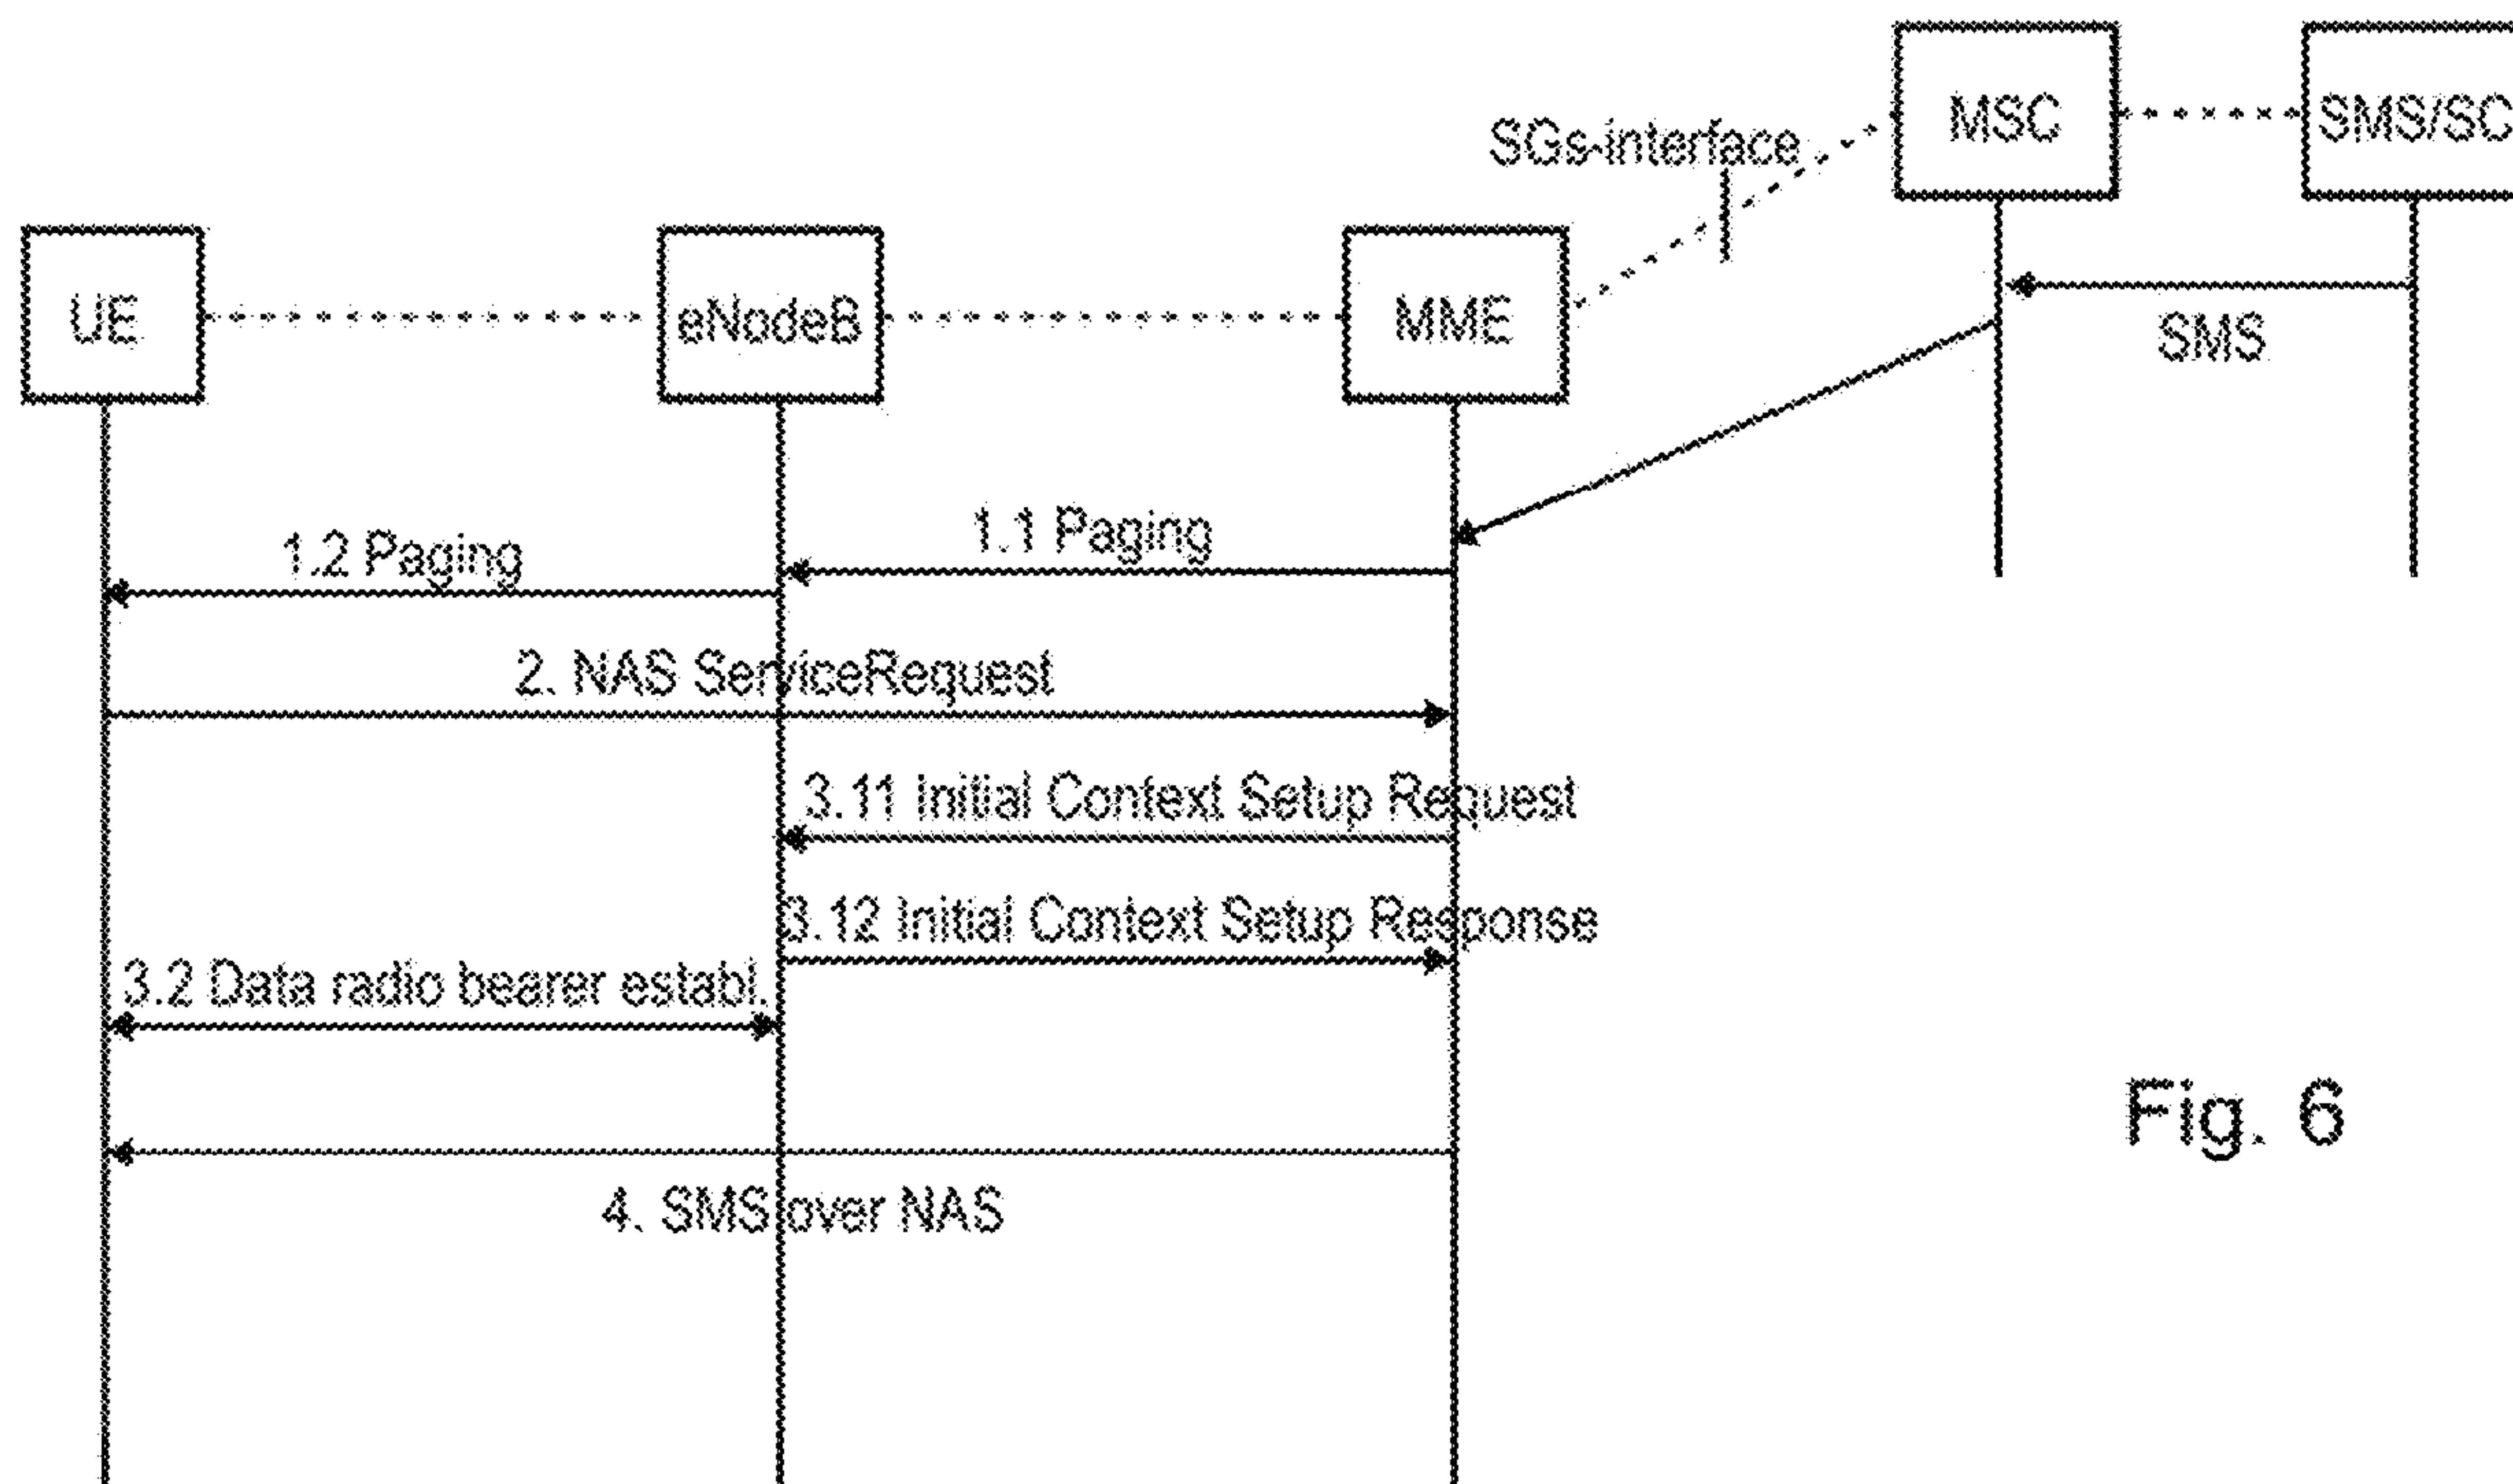 MSC
SMS/SC
SGs-interface
UE
eNodeB
MME
SMS
1.1 Paging
1.2 Paging
2. NAS ServiceRequest
3.11 Initial Context Setup Request
3.12 Initial Context Setup Response
3.2 Data radio bearer establ.
4. SMS over NAS
Fig. 6